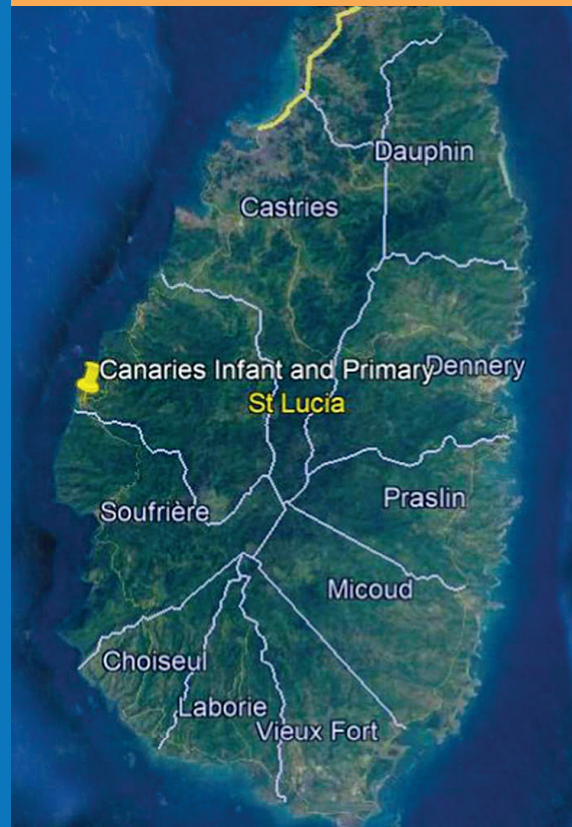 Dauphin
Castries
Canaries Infant and Primary
Dennery
St Lucia
Soufrière
Praslin
Micoud
Choiseul
Laborie
Vieux Fort